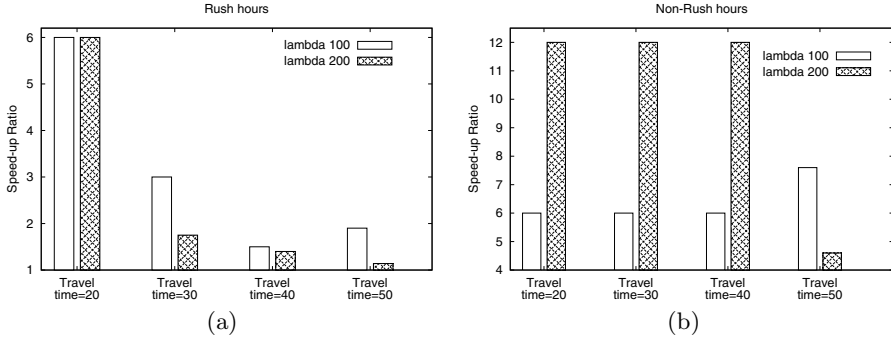 Rush hours
lambda 100
lambda 200
Speed-up Ratio
6
5
4
3
2
1
Travel time=20
Travel time=30
Travel time=40
Travel time=50
(a)
Non-Rush hours
lambda 100
lambda 200
Speed-up Ratio
12
11
10
9
8
7
6
5
4
Travel time=20
Travel time=30
Travel time=40
Travel time=50
(b)